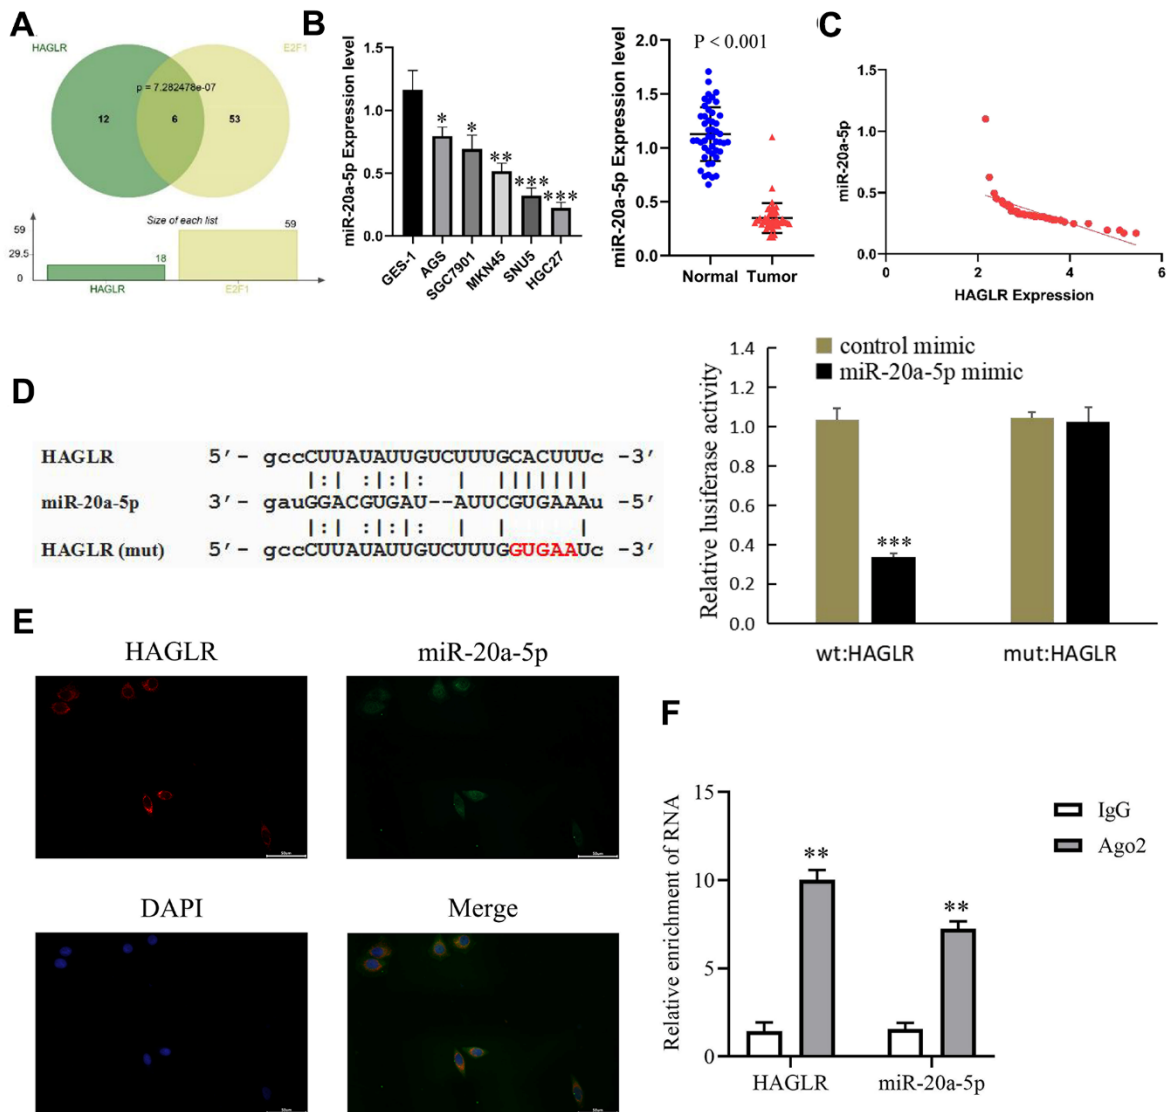 A
HAGLR
E2F1
p = 7.282478e-07
12
6
53
Size of each list
59
59
29.5
18
0
HAGLR
E2F1
B
miR-20a-5p Expression level
1.5
1.0
0.5
0.0
*
*
**
***
***
GES-1
AGS
SGC7901
MKN45
SNU5
HGC27
miR-20a-5p Expression level
2.0
1.5
1.0
0.5
0.0
P < 0.001
Normal
Tumor
C
miR-20a-5p
1.5
1.0
0.5
0.0
0
2
4
6
HAGLR Expression
D
HAGLR 5′- gccCUUAUAUUGUCUUUGCACUUUc -3′
|:| :|:|: | |||||||
miR-20a-5p 3′- gauGGACGUGAU--AUUCGUGAAAu -5′
|:| :|:|: | | |
HAGLR (mut) 5′- gccCUUAUAUUGUCUUUGGUGAAUc -3′
Relative lusiferase activity
1.4
1.2
1.0
0.8
0.6
0.4
0.2
0.0
control mimic
miR-20a-5p mimic
***
wt:HAGLR
mut:HAGLR
E
HAGLR
miR-20a-5p
50um
50um
DAPI
Merge
50um
50um
F
Relative enrichment of RNA
15
10
5
0
**
**
IgG
Ago2
HAGLR
miR-20a-5p